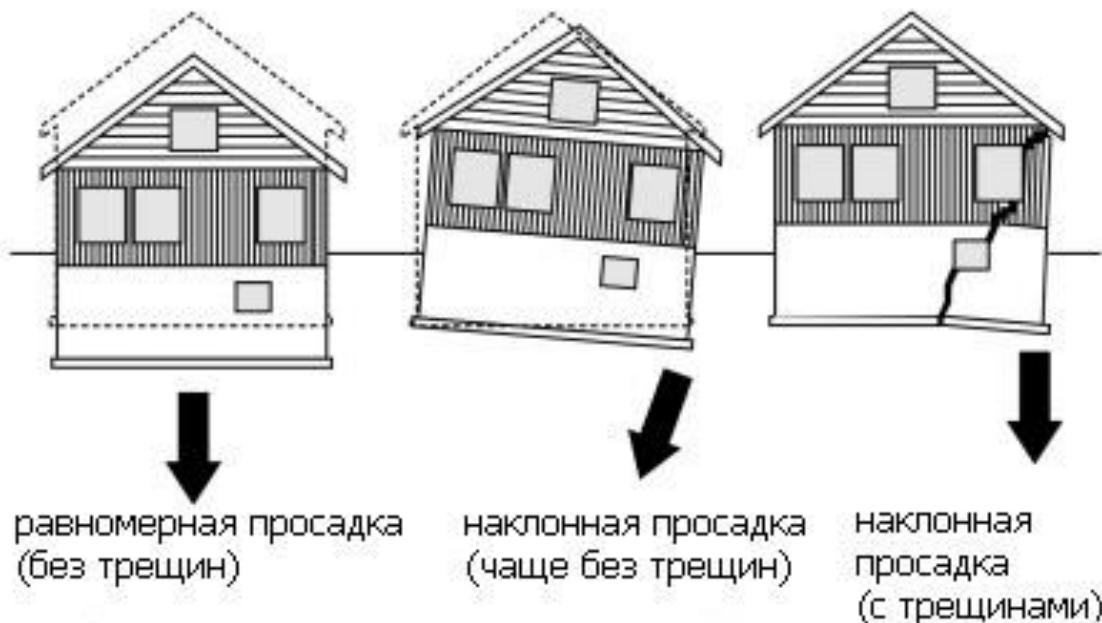 равномерная просадка
(без трещин)
наклонная просадка
(чаще без трещин)
наклонная
просадка
(с трещинами)